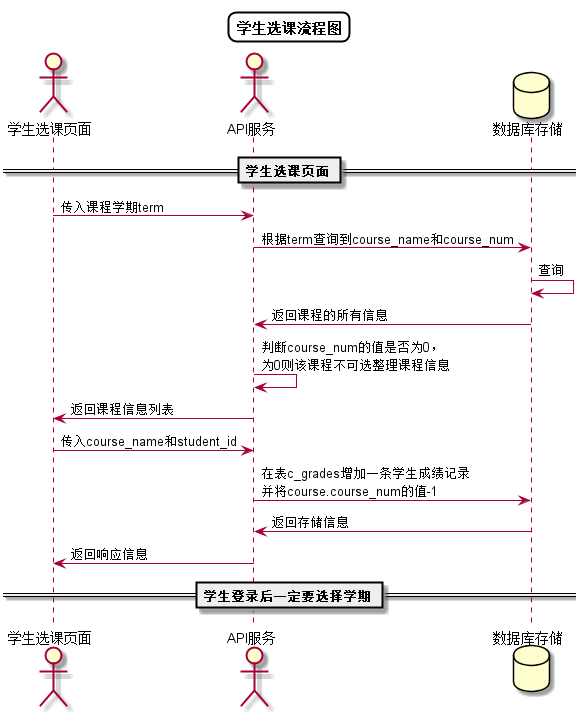 学生选课流程图
学生选课页面
API服务
数据库存储
学生选课页面
传入课程学期term
根据term查询到course_name和course_num
查询
返回课程的所有信息
判断course_num的值是否为0，
为0则该课程不可选整理课程信息
返回课程信息列表
传入course_name和student_id
在表c_grades增加一条学生成绩记录
并将course.course_num的值-1
返回存储信息
返回响应信息
学生登录后一定要选择学期
学生选课页面
API服务
数据库存储